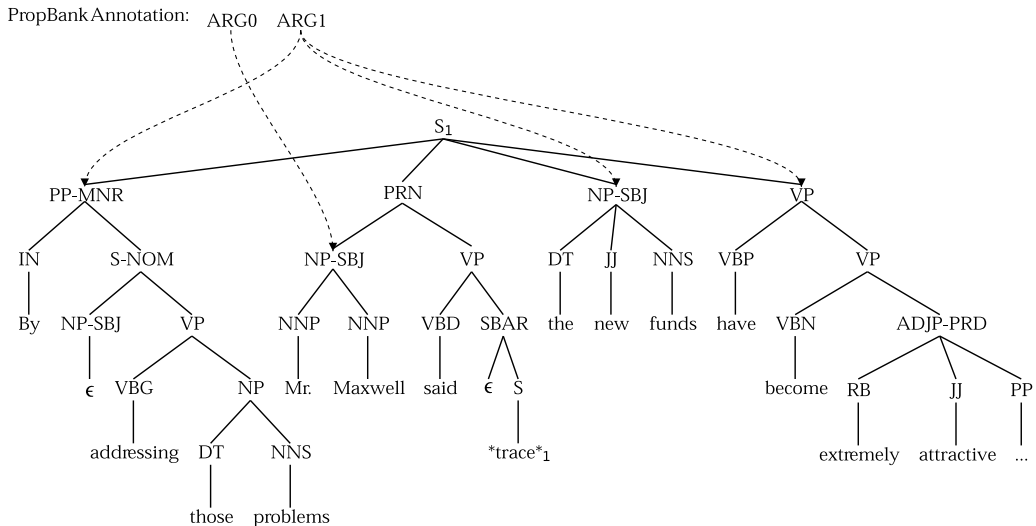 PropBank Annotation: ARG0 ARG1
S1
PP-MNR PRN NP-SBJ VP
IN S-NOM NP-SBJ VP DT JJ NNS VBP VP
By NP-SBJ VP NNP NNP VBD SBAR the new funds have VBN ADJP-PRD
ϵ VBG NP Mr. Maxwell said ϵ S become RB JJ PP
addressing DT NNS *trace*1 extremely attractive ...
those problems